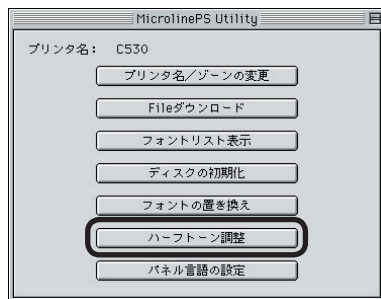 MicrolinePS Utility
プリンタ名： C530
プリンタ名／ゾーンの変更
Fileダウンロード
フォントリスト表示
ディスクの初期化
フォントの置き換え
ハーフトーン調整
パネル言語の設定